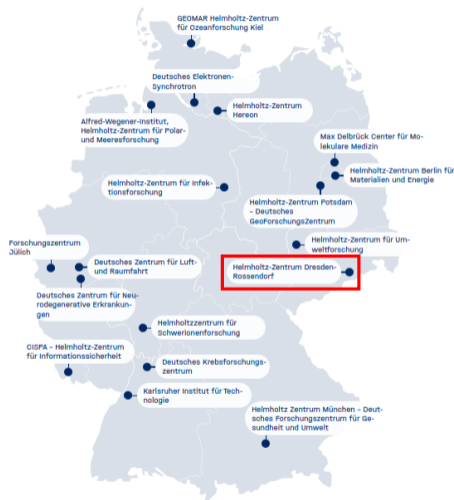 GEOMAR Helmholtz-Zentrum
für Ozeanforschung Kiel
Deutsches Elektronen-
Synchrotron
Helmholtz-Zentrum
Hereon
Alfred-Wegener-Institut,
Helmholtz-Zentrum für Polar-
und Meeresforschung
Max Delbrück Center für Mo-
lekulare Medizin
Helmholtz-Zentrum Berlin für
Materialien und Energie
Helmholtz-Zentrum für Infek-
tionsforschung
Helmholtz-Zentrum Potsdam
– Deutsches
GeoForschungsZentrum
Helmholtz-Zentrum für Um-
weltforschung
Forschungszentrum
Jülich
Deutsches Zentrum für Luft-
und Raumfahrt
Helmholtz-Zentrum Dresden-
Rossendorf
Deutsches Zentrum für Neu-
rodegenerative Erkrankun-
gen
Helmholtzzentrum für
Schwerionenforschung
CISPA – Helmholtz-Zentrum
für Informationssicherheit
Deutsches Krebsforschungs-
zentrum
Karlsruher Institut für Tech-
nologie
Helmholtz Zentrum München – Deut-
sches Forschungszentrum für Ge-
sundheit und Umwelt